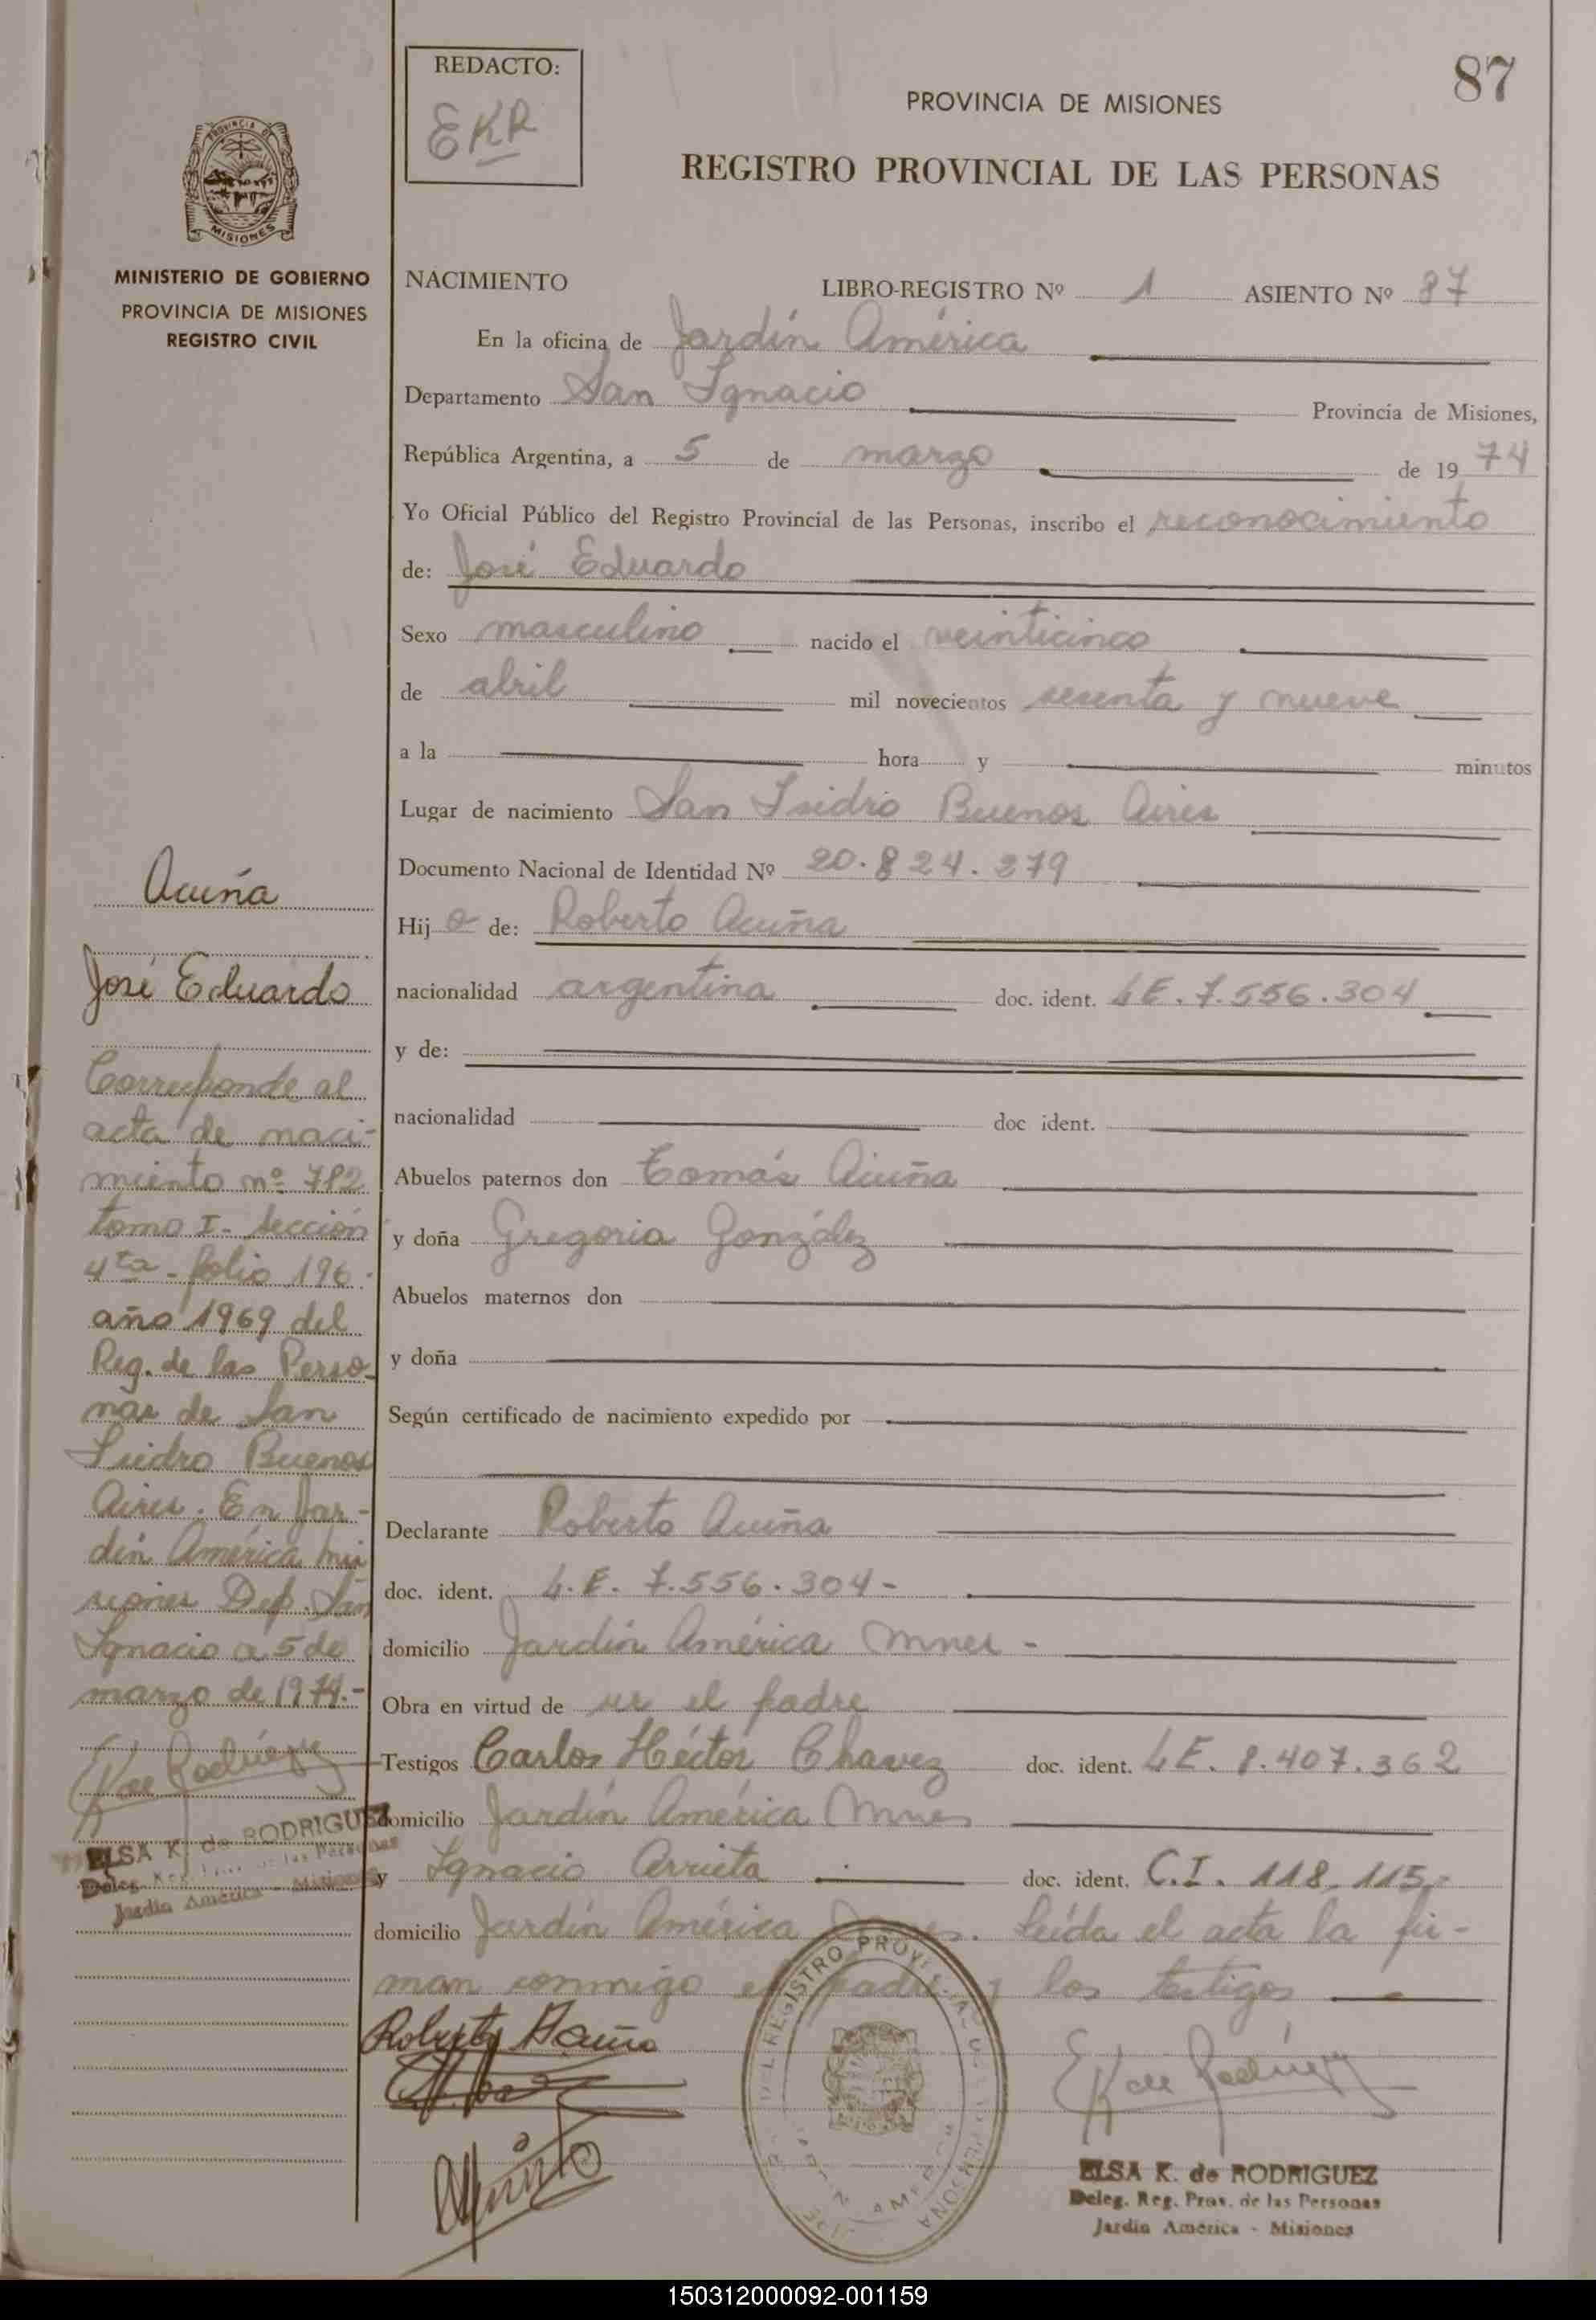 87
REDACTO:
EKR
PROVINCIA DE MISIONES
REGISTRO PROVINCIAL DE LAS PERSONAS
MISIONES
MINISTERIO DE GOBIERNO
PROVINCIA DE MISIONES
REGISTRO CIVIL
NACIMIENTO LIBRO-REGISTRO Nº 1 ASIENTO Nº 87
En la oficina de Jardín América
Departamento San Ignacio Provincia de Misiones,
República Argentina, a 5 de marzo de 1974
Yo Oficial Público del Registro Provincial de las Personas, inscribo el reconocimiento
de: José Eduardo
Sexo masculino nacido el veinticinco
de abril mil novecientos sesenta y nueve
a la hora y minutos
Lugar de nacimiento San Isidro Buenos Aires
Documento Nacional de Identidad Nº 20.824.279
Hijo de: Roberto Acuña
nacionalidad argentina doc. ident. LE. 7.556.304
y de:
nacionalidad doc ident.
Abuelos paternos don Tomás Acuña
y doña Gregoria González
Abuelos maternos don
y doña
Según certificado de nacimiento expedido por
Declarante Roberto Acuña
doc. ident. L.E. 7.556.304-
domicilio Jardín América Mnes -
Obra en virtud de ser el padre
Testigos Carlos Héctor Chavez doc. ident. LE. 8.407.362
domicilio Jardín América Mnes
y Ignacio Arrieta doc. ident. C.I. 118.115.-
domicilio Jardín América Mnes. Leída el acta la fir-
man conmigo el padre y los testigos
Roberto Acuña
ELSA K. de RODRIGUEZ
Deleg. Reg. Prov. de las Personas
Jardín América - Misiones
Acuña
José Eduardo
Corresponde al
acta de naci-
miento nº 782
tomo I- Sección
4ta - folio 196.
año 1969 del
Reg. de las Perso-
nas de San
Isidro Buenos
Aires. En Jar-
dín América Mi
siones Dep. San
Ignacio a 5 de
marzo de 1974.-
ELSA K. de RODRIGUEZ
Deleg. Reg. Prov. de las Personas
Jardín América - Misiones
150312000092-001159